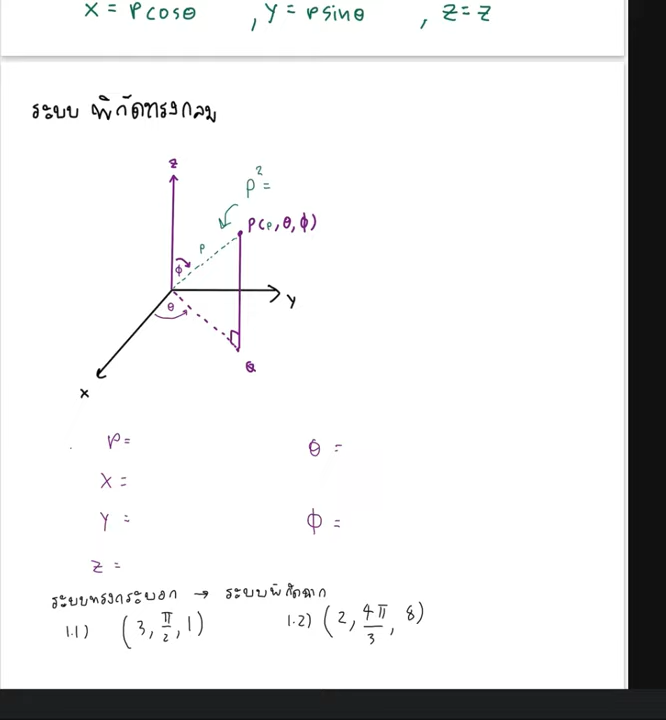 x = ρcosθ , y = ρsinθ , z = z
ระบบ พิกัดทรงกลม
z
ρ² =
P(ρ, θ, ϕ)
ρ
ϕ
y
θ
Q
x
ρ =
θ =
x =
y =
ϕ =
z =
ระบบทรงกระบอก → ระบบพิกัดฉาก
1.1) (3, π/2, 1) 1.2) (2, 4π/3, 8)